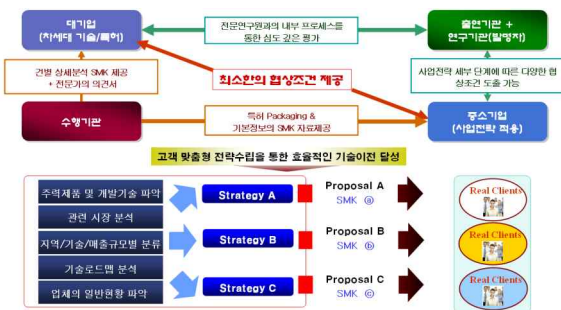 대기업
(차세대 기술/특허)
전문연구원과의 내부 프로세스를
통한 심도 깊은 평가
출연기관 +
연구기관(발명자)
건별 상세분석 SMK 제공
+ 전문가의 의견서
최소한의 협상조건 제공
사업전략 세부 단계에 따른 다양한 협
상조건 도출 가능
수행기관
특허 Packaging &
기본정보의 SMK 자료제공
중소기업
(사업전략 적용)
고객 맞춤형 전략수립을 통한 효율적인 기술이전 달성
주력제품 및 개발기술 파악
관련 시장 분석
지역/기술/매출규모별 분류
기술로드맵 분석
업체의 일반현황 파악
Strategy A
Strategy B
Strategy C
Proposal A
SMK ⓐ
Proposal B
SMK ⓑ
Proposal C
SMK ⓒ
Real Clients
Real Clients
Real Clients